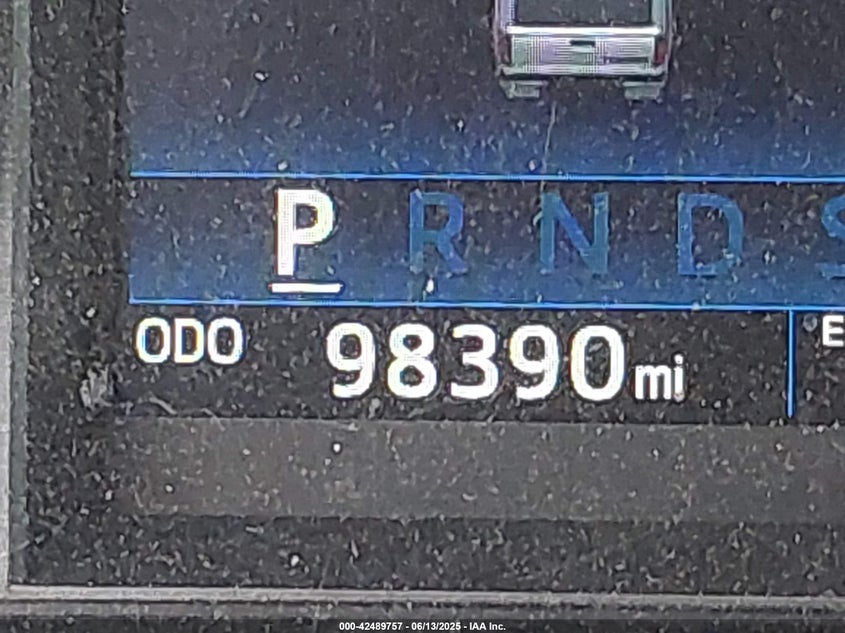 P R N D S
ODO 98390 mi E
000-42489757 - 06/13/2025 - IAA Inc.